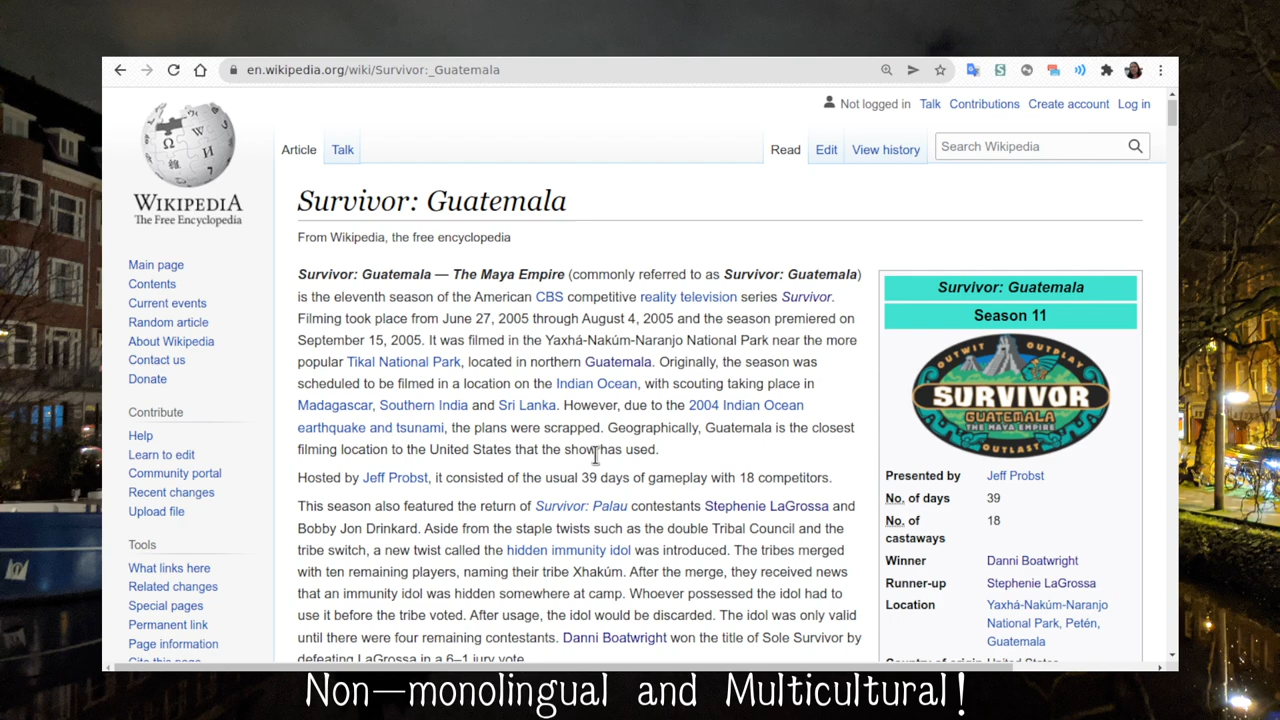 en.wikipedia.org/wiki/Survivor:_Guatemala
Not logged in Talk Contributions Create account Log in
Article Talk Read Edit View history Search Wikipedia
WIKIPEDIA
The Free Encyclopedia
Main page
Contents
Current events
Random article
About Wikipedia
Contact us
Donate
Contribute
Help
Learn to edit
Community portal
Recent changes
Upload file
Tools
What links here
Related changes
Special pages
Permanent link
Page information
Cite this page
Survivor: Guatemala
From Wikipedia, the free encyclopedia
Survivor: Guatemala — The Maya Empire (commonly referred to as Survivor: Guatemala)
is the eleventh season of the American CBS competitive reality television series Survivor.
Filming took place from June 27, 2005 through August 4, 2005 and the season premiered on
September 15, 2005. It was filmed in the Yaxhá-Nakúm-Naranjo National Park near the more
popular Tikal National Park, located in northern Guatemala. Originally, the season was
scheduled to be filmed in a location on the Indian Ocean, with scouting taking place in
Madagascar, Southern India and Sri Lanka. However, due to the 2004 Indian Ocean
earthquake and tsunami, the plans were scrapped. Geographically, Guatemala is the closest
filming location to the United States that the show has used.
Hosted by Jeff Probst, it consisted of the usual 39 days of gameplay with 18 competitors.
This season also featured the return of Survivor: Palau contestants Stephenie LaGrossa and
Bobby Jon Drinkard. Aside from the staple twists such as the double Tribal Council and the
tribe switch, a new twist called the hidden immunity idol was introduced. The tribes merged
with ten remaining players, naming their tribe Xhakúm. After the merge, they received news
that an immunity idol was hidden somewhere at camp. Whoever possessed the idol had to
use it before the tribe voted. After usage, the idol would be discarded. The idol was only valid
until there were four remaining contestants. Danni Boatwright won the title of Sole Survivor by
defeating LaGrossa in a 6–1 jury vote.
Survivor: Guatemala
Season 11
OUTWIT OUTPLAY
SURVIVOR
GUATEMALA
THE MAYA EMPIRE
OUTLAST
Presented by Jeff Probst
No. of days 39
No. of castaways 18
Winner Danni Boatwright
Runner-up Stephenie LaGrossa
Location Yaxhá-Nakúm-Naranjo
National Park, Petén,
Guatemala
Country of origin United States
Non—monolingual and Multicultural!